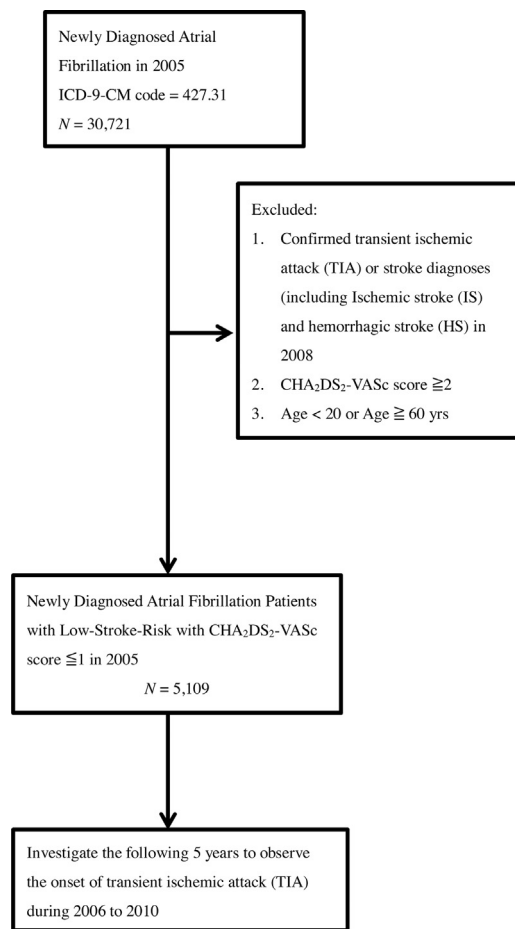 Newly Diagnosed Atrial
Fibrillation in 2005
ICD-9-CM code = 427.31
N = 30,721
Excluded:
1. Confirmed transient ischemic
attack (TIA) or stroke diagnoses
(including Ischemic stroke (IS)
and hemorrhagic stroke (HS) in
2008
2. CHA₂DS₂-VASc score ≧2
3. Age < 20 or Age ≧ 60 yrs
Newly Diagnosed Atrial Fibrillation Patients
with Low-Stroke-Risk with CHA₂DS₂-VASc
score ≦1 in 2005
N = 5,109
Investigate the following 5 years to observe
the onset of transient ischemic attack (TIA)
during 2006 to 2010